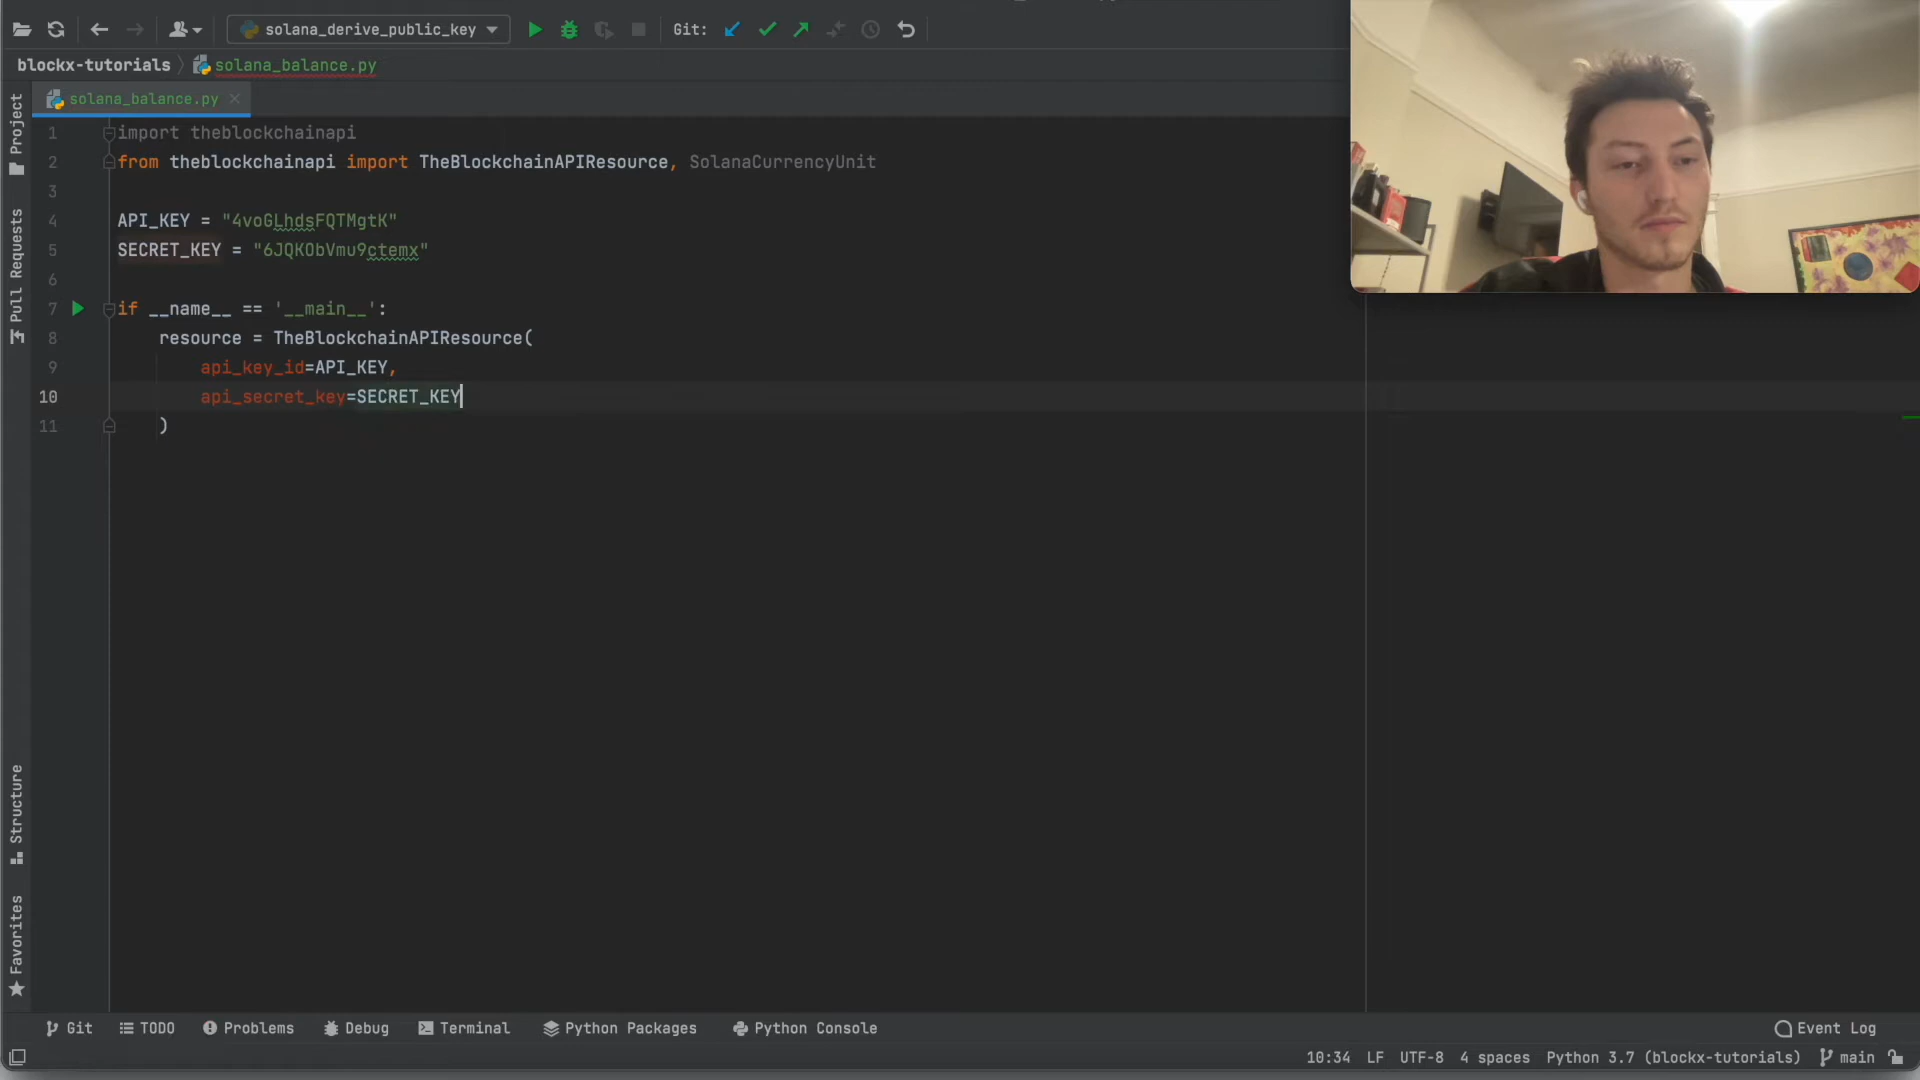 solana_derive_public_key
Git:
blockx-tutorials
solana_balance.py
solana_balance.py
Project
Pull Requests
Structure
Favorites
1 import theblockchainapi
2 from theblockchainapi import TheBlockchainAPIResource, SolanaCurrencyUnit
3
4 API_KEY = "4voGLhdsFQTMgtK"
5 SECRET_KEY = "6JQKObVmu9ctemx"
6
7 if __name__ == '__main__':
8 resource = TheBlockchainAPIResource(
9 api_key_id=API_KEY,
10 api_secret_key=SECRET_KEY
11 )
Git TODO Problems Debug Terminal Python Packages Python Console Event Log
10:34 LF UTF-8 4 spaces Python 3.7 (blockx-tutorials) main